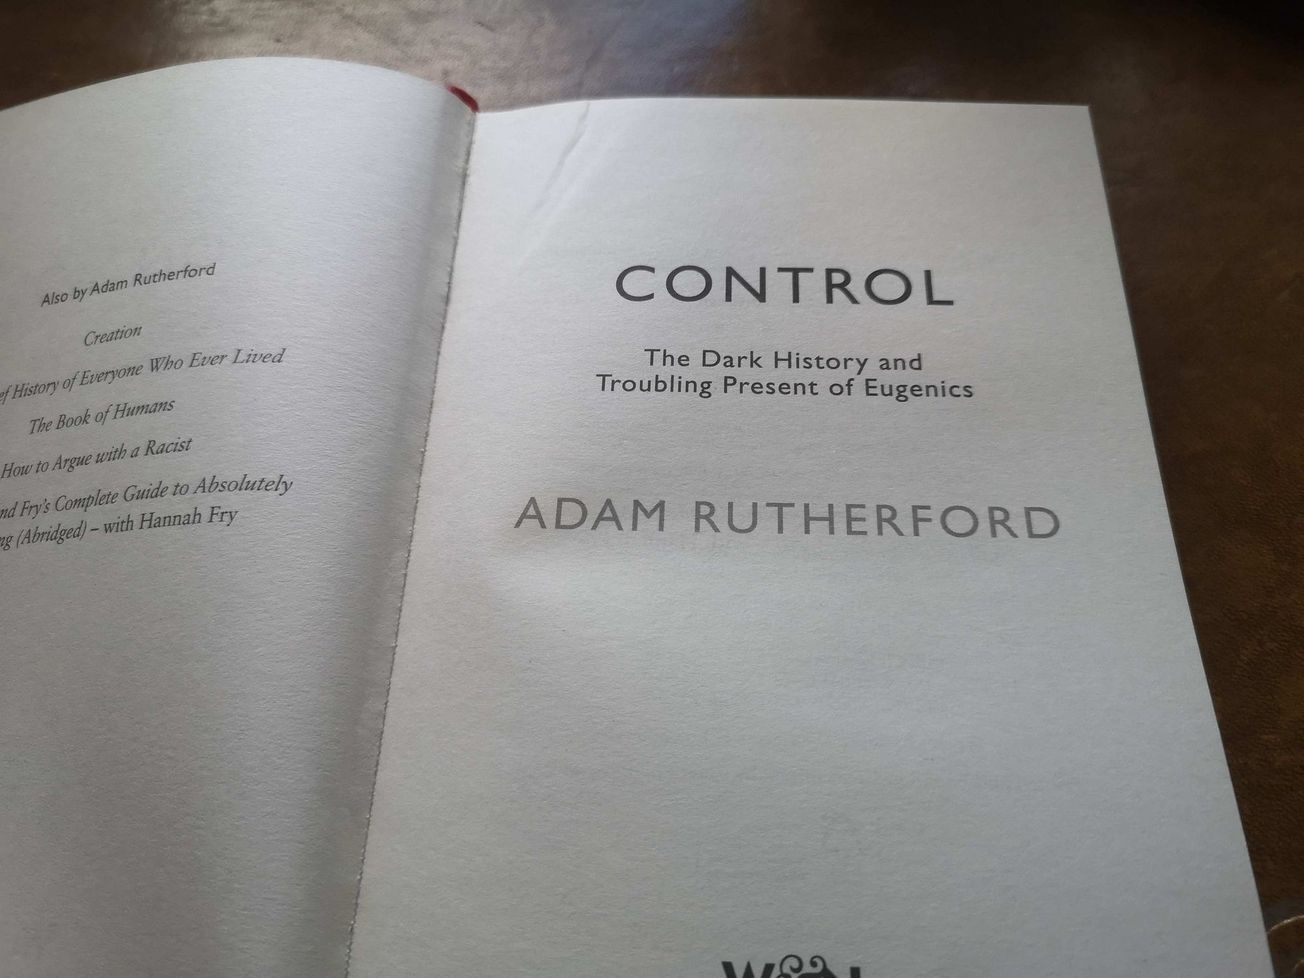 Also by Adam Rutherford
Creation
History of Everyone Who Ever Lived
The Book of Humans
How to Argue with a Racist
Fry's Complete Guide to Absolutely
(Abridged) – with Hannah Fry
CONTROL
The Dark History and
Troubling Present of Eugenics
ADAM RUTHERFORD